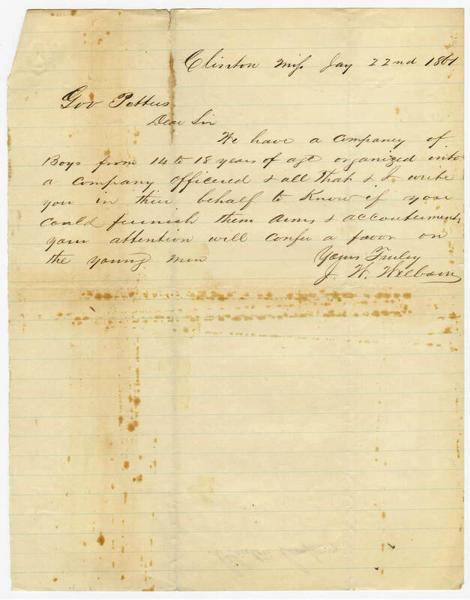 Clinton Miss Jay 22nd 1861
Gov Pettus
Dear Sir
We have a company of
Boys from 14 to 18 years of age organized into
a company officered & all that & I write
you in their behalf to know if you
could furnish them arms & accouterments
your attention will confer a favor on
the young men Yours Truly
J. W. Welborn